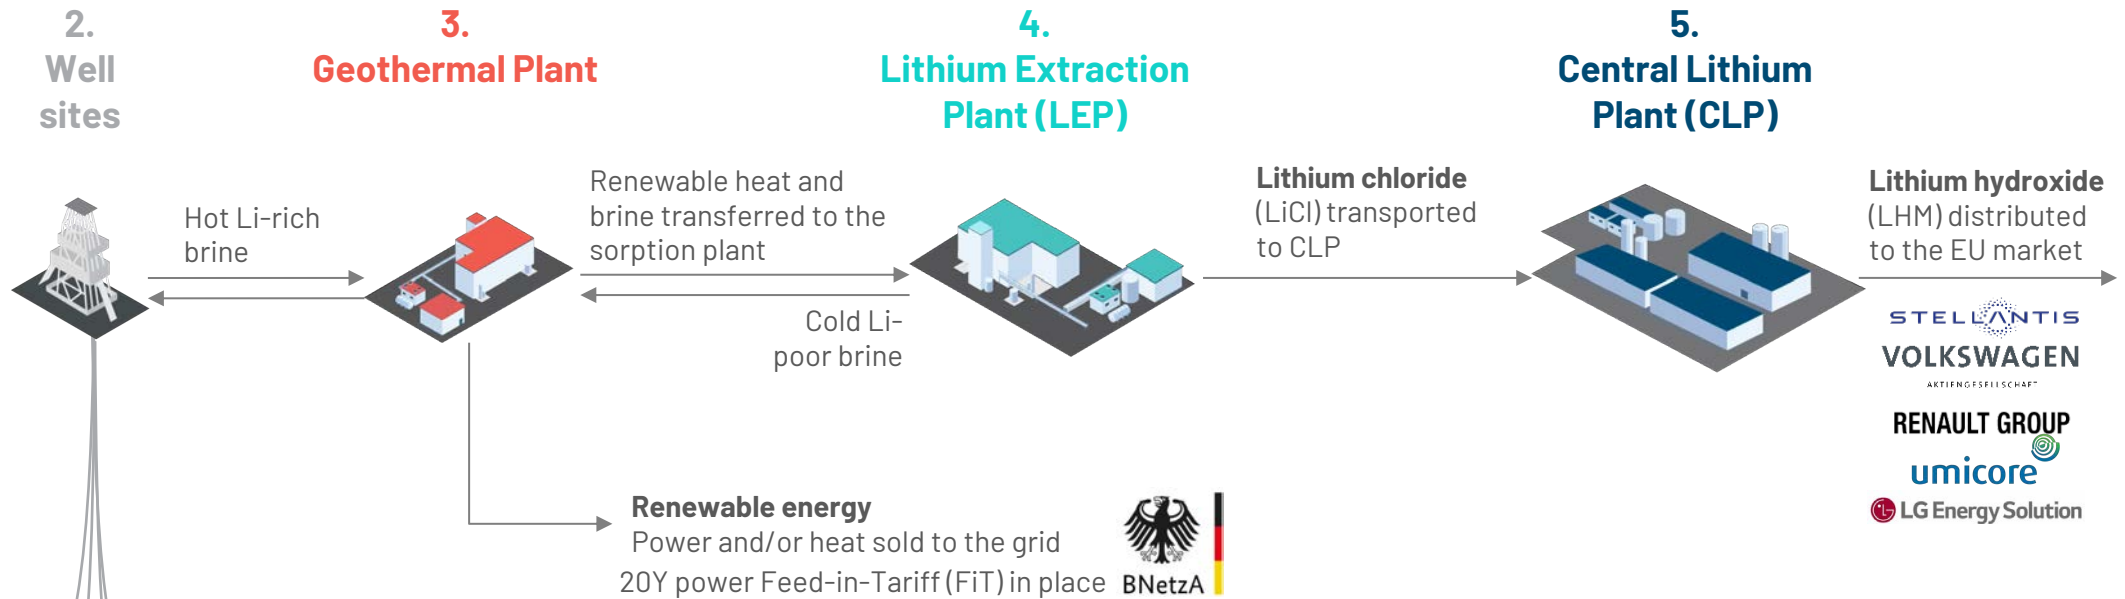 2.
Well
sites
3.
Geothermal Plant
4.
Lithium Extraction
Plant (LEP)
5.
Central Lithium
Plant (CLP)
Hot Li-rich
brine
Renewable heat and
brine transferred to the
sorption plant
Cold Li-
poor brine
Lithium chloride
(LiCl) transported
to CLP
Lithium hydroxide
(LHM) distributed
to the EU market
STELLANTIS
VOLKSWAGEN
AKTIENGESELLSCHAFT
RENAULT GROUP
umicore
LG Energy Solution
Renewable energy
Power and/or heat sold to the grid
20Y power Feed-in-Tariff (FiT) in place
BNetzA